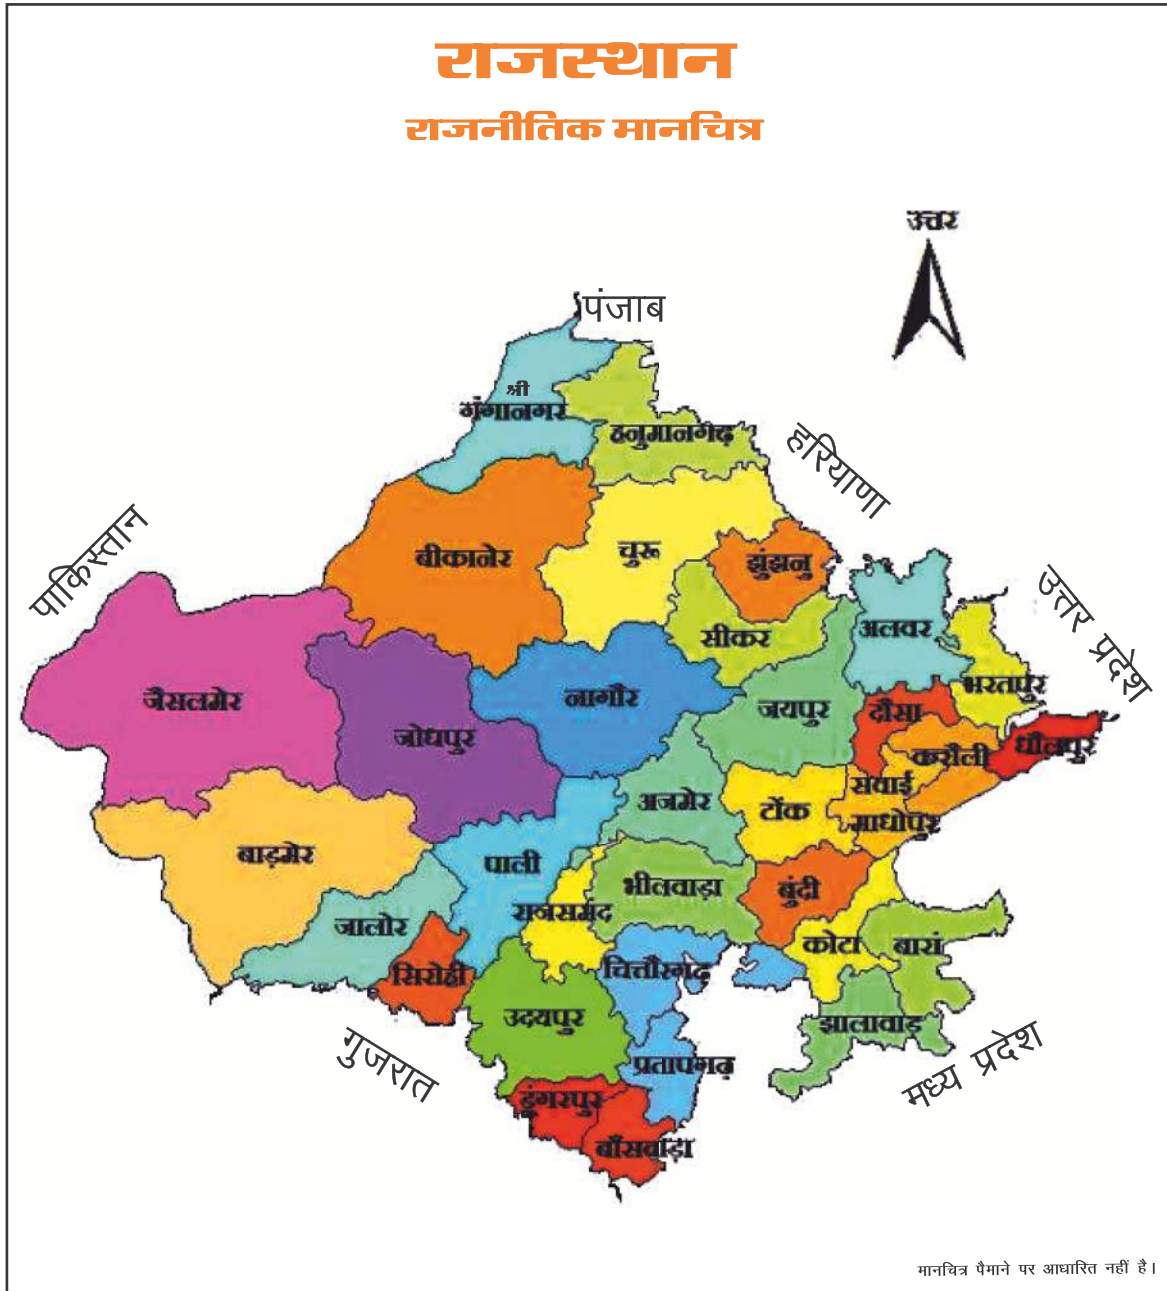 राजस्थान
राजनीतिक मानचित्र
उत्तर
पंजाब
श्री
गंगानगर
हनुमानगढ़
हरियाणा
पाकिस्तान
बीकानेर
चुरू
झुंझनु
उत्तर प्रदेश
सीकर
अलवर
जैसलमेर
नागौर
जयपुर
भरतपुर
दौसा
जोधपुर
करौली
धौलपुर
सवाई
माधोपुर
अजमेर
टोंक
बाड़मेर
पाली
भीलवाड़ा
बुंदी
राजसमंद
जालोर
कोटा
बारां
सिरोही
चित्तौरगढ़
उदयपुर
झालावाड़
गुजरात
प्रतापगढ़
मध्य प्रदेश
डूंगरपुर
बाँसवाड़ा
मानचित्र पैमाने पर आधारित नहीं है।